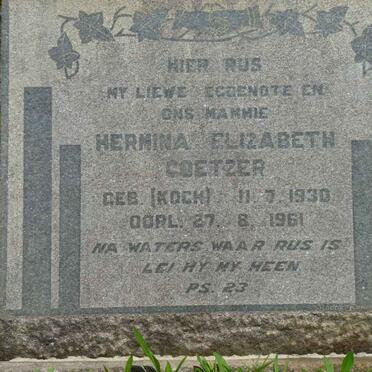 HIER RUS
MY LIEWE EGGENOTE EN
ONS MAMMIE
HERMINA ELIZABETH
COETZER
GEB. (KOCH) 11. 7. 1930
OORL. 27. 8. 1961
NA WATERS WAAR RUS IS
LEI HY MY HEEN
PS. 23